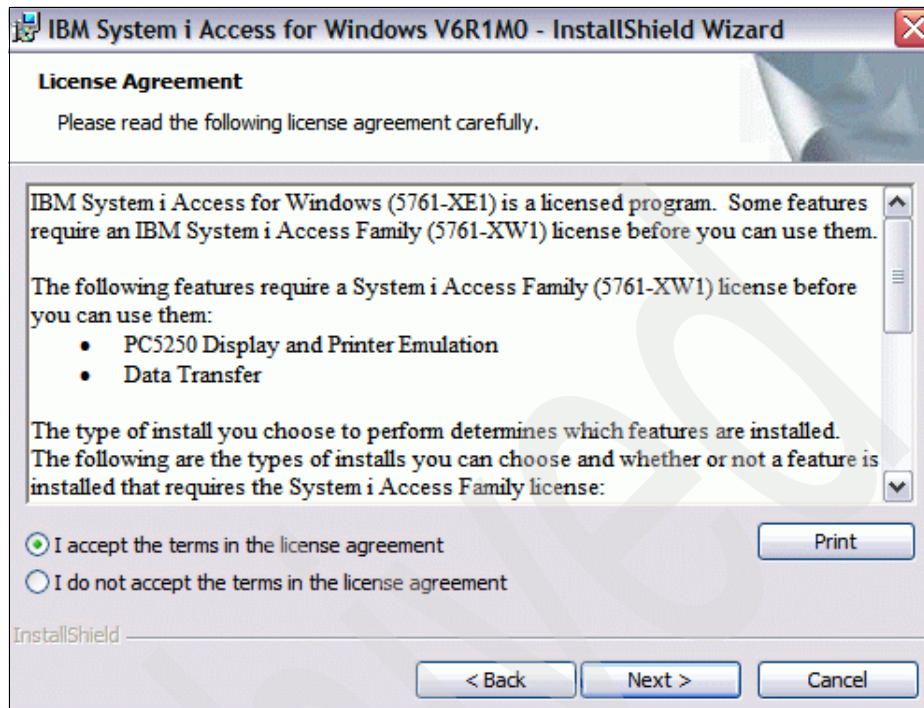 IBM System i Access for Windows V6R1M0 - InstallShield Wizard
License Agreement
Please read the following license agreement carefully.
IBM System i Access for Windows (5761-XE1) is a licensed program.  Some features
require an IBM System i Access Family (5761-XW1) license before you can use them.
The following features require a System i Access Family (5761-XW1) license before
you can use them:
• PC5250 Display and Printer Emulation
• Data Transfer
The type of install you choose to perform determines which features are installed.
The following are the types of installs you can choose and whether or not a feature is
installed that requires the System i Access Family license:
I accept the terms in the license agreement
Print
I do not accept the terms in the license agreement
InstallShield
< Back
Next >
Cancel